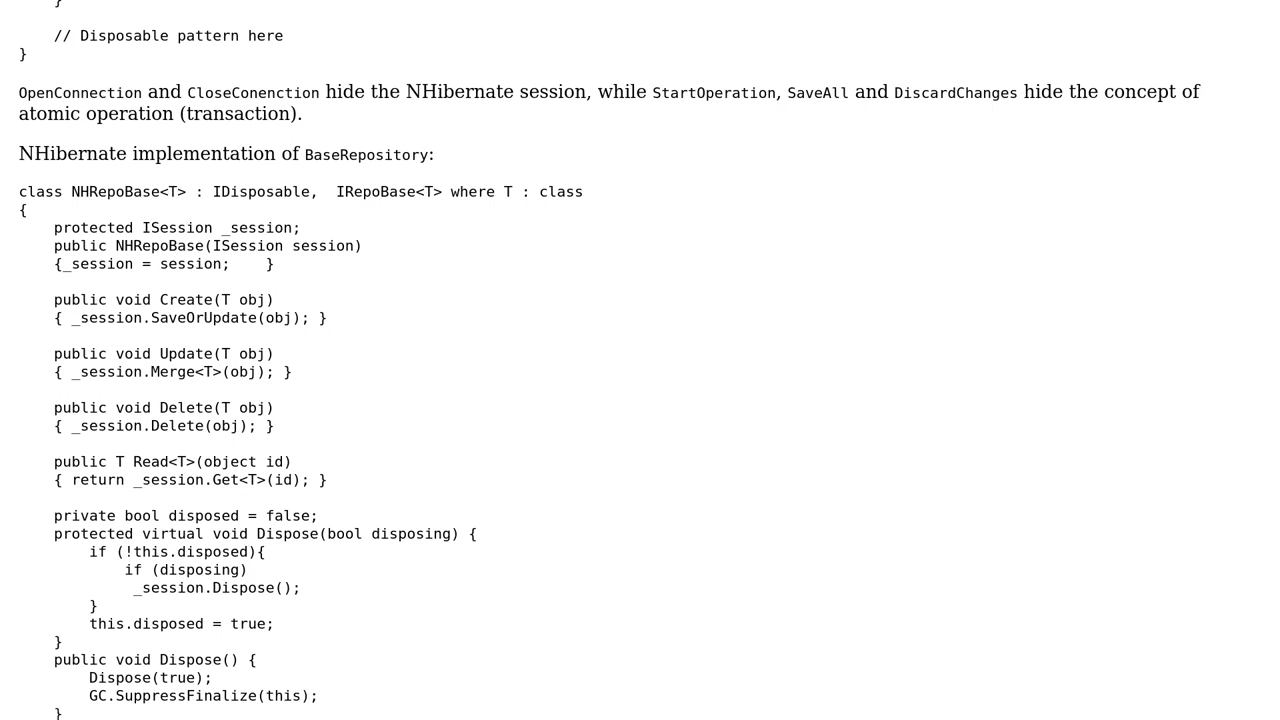 }
// Disposable pattern here
}
OpenConnection and CloseConenction hide the NHibernate session, while StartOperation, SaveAll and DiscardChanges hide the concept of
atomic operation (transaction).
NHibernate implementation of BaseRepository:
class NHRepoBase<T> : IDisposable,  IRepoBase<T> where T : class
{
    protected ISession _session;
    public NHRepoBase(ISession session)
    {_session = session;    }
    public void Create(T obj)
    { _session.SaveOrUpdate(obj); }
    public void Update(T obj)
    { _session.Merge<T>(obj); }
    public void Delete(T obj)
    { _session.Delete(obj); }
    public T Read<T>(object id)
    { return _session.Get<T>(id); }
    private bool disposed = false;
    protected virtual void Dispose(bool disposing) {
        if (!this.disposed){
            if (disposing)
             _session.Dispose();
        }
        this.disposed = true;
    }
    public void Dispose() {
        Dispose(true);
        GC.SuppressFinalize(this);
    }